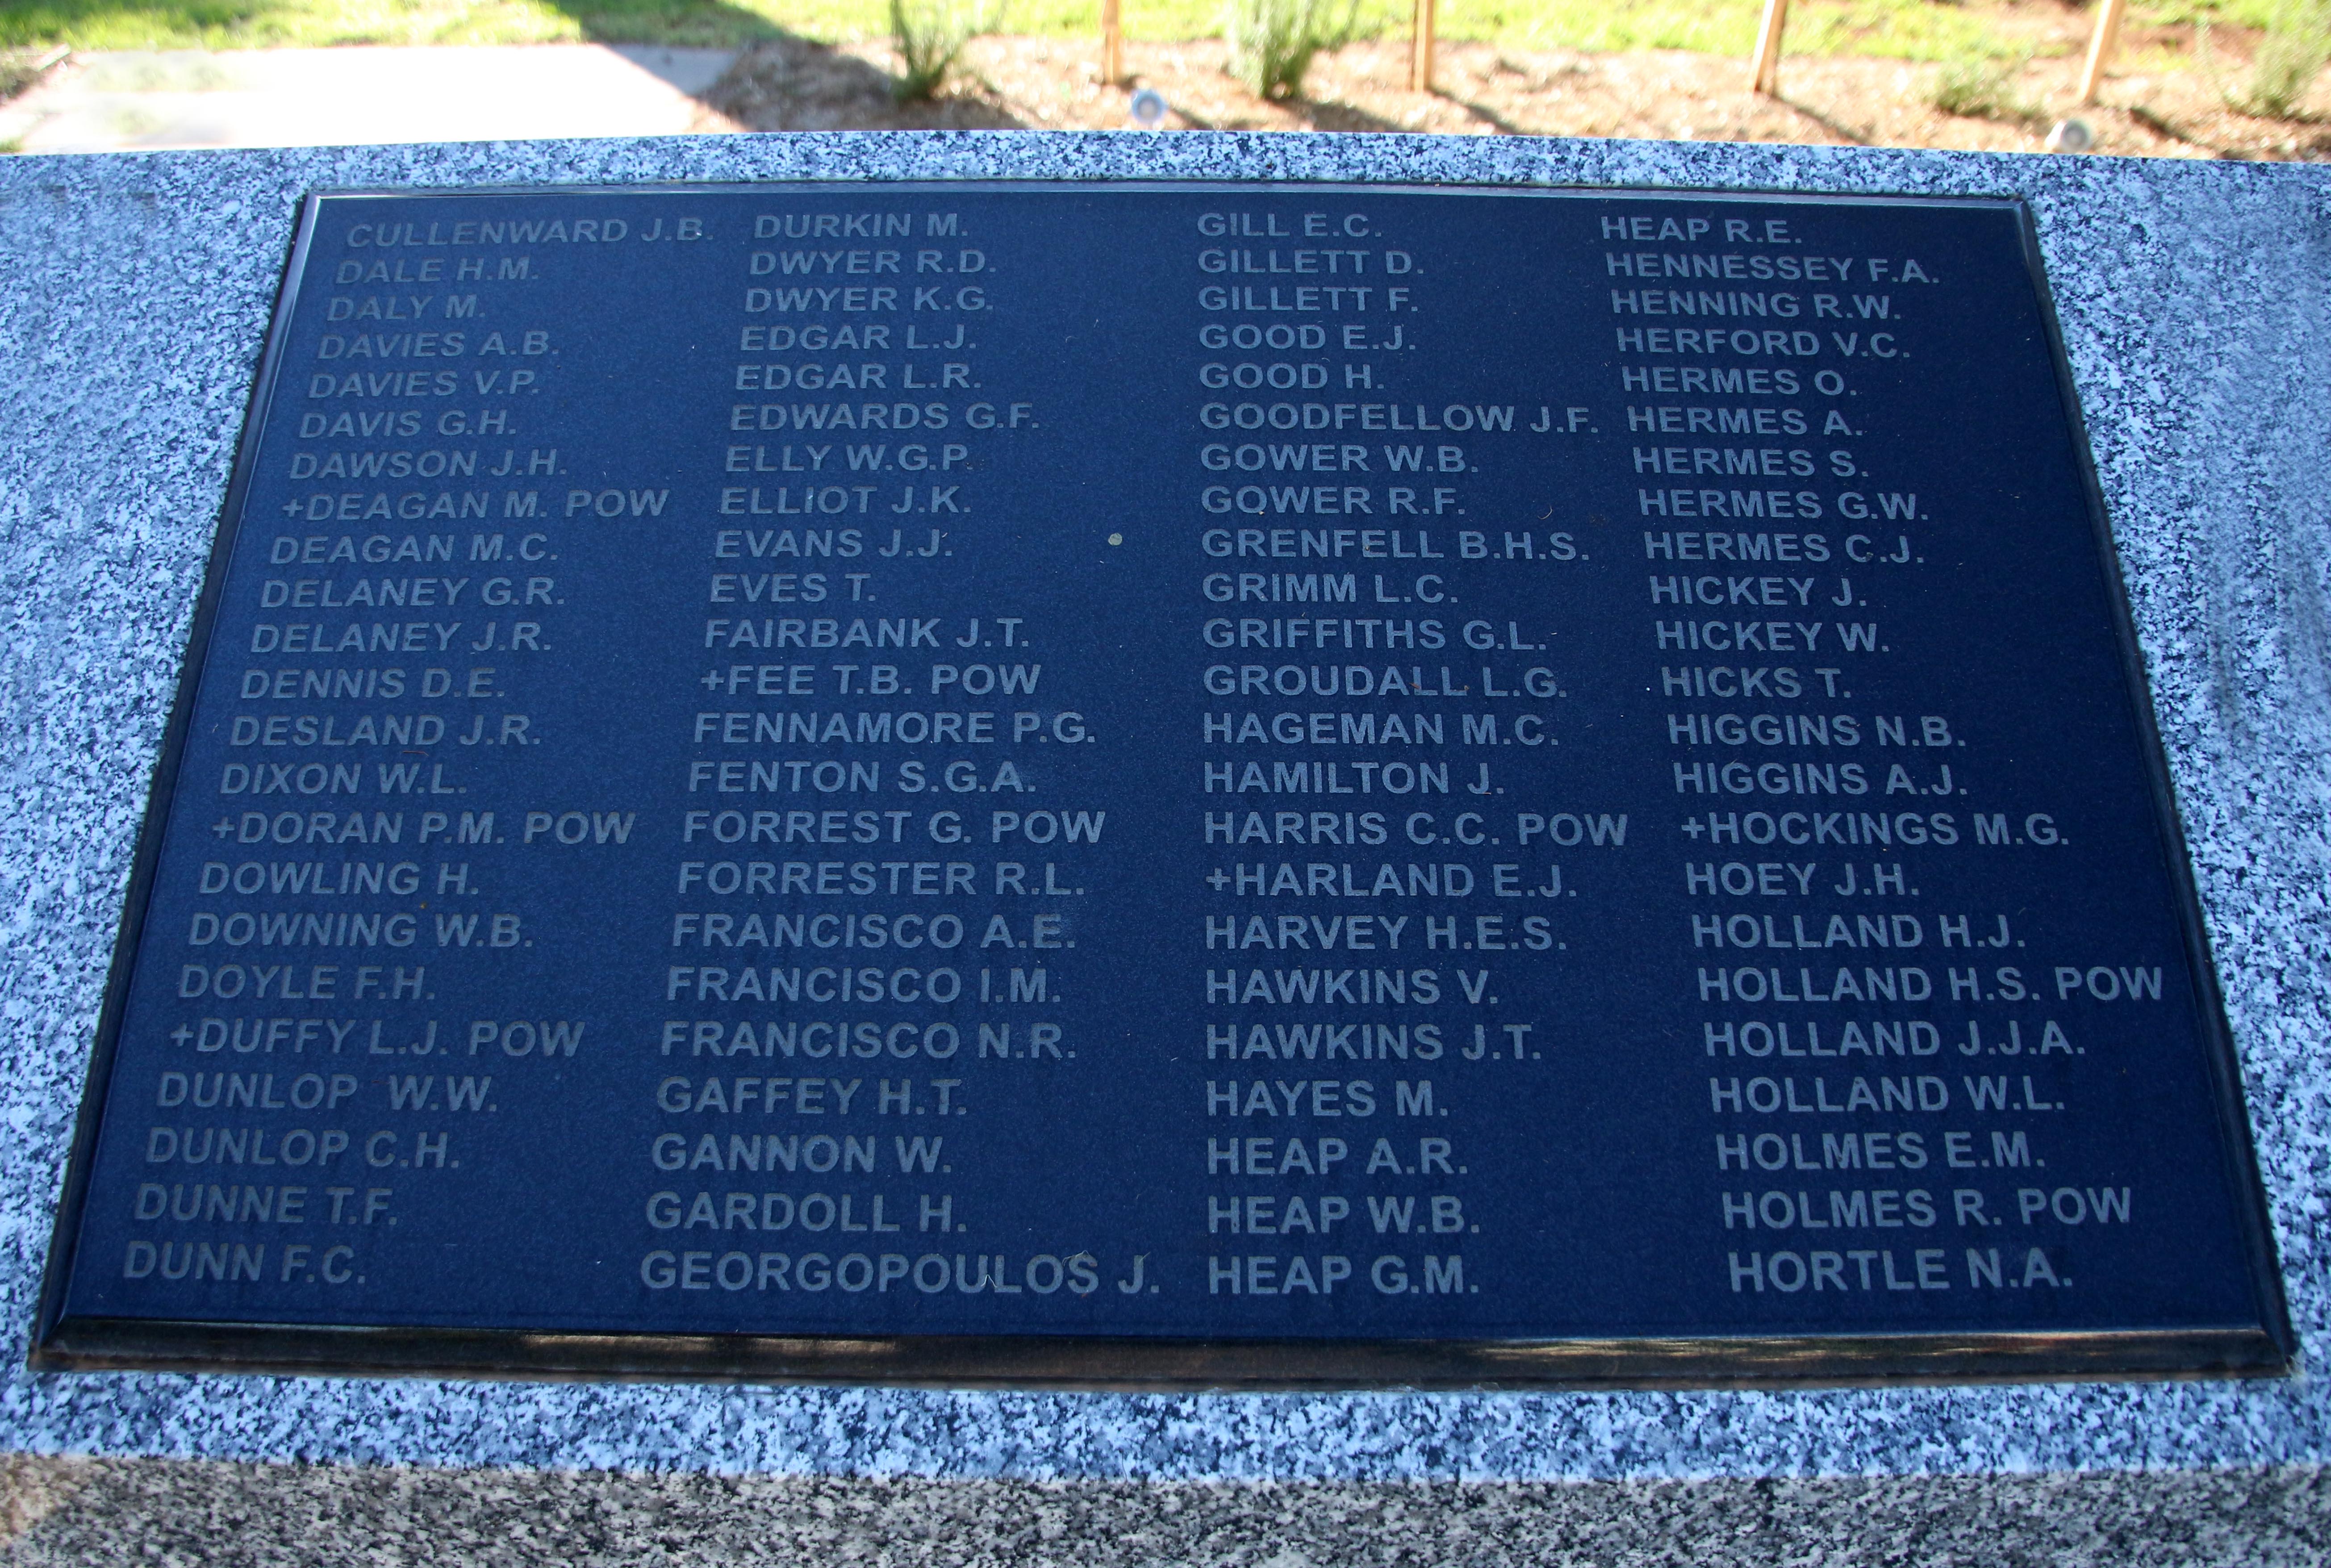 CULLENWARD J.B.
DALE H.M.
DALY M.
DAVIES A.B.
DAVIES V.P.
DAVIS G.H.
DAWSON J.H.
+DEAGAN M. POW
DEAGAN M.C.
DELANEY G.R.
DELANEY J.R.
DENNIS D.E.
DESLAND J.R.
DIXON W.L.
+DORAN P.M. POW
DOWLING H.
DOWNING W.B.
DOYLE F.H.
+DUFFY L.J. POW
DUNLOP W.W.
DUNLOP C.H.
DUNNE T.F.
DUNN F.C.
DURKIN M.
DWYER R.D.
DWYER K.G.
EDGAR L.J.
EDGAR L.R.
EDWARDS G.F.
ELLY W.G.P.
ELLIOT J.K.
EVANS J.J.
EVES T.
FAIRBANK J.T.
+FEE T.B. POW
FENNAMORE P.G.
FENTON S.G.A.
FORREST G. POW
FORRESTER R.L.
FRANCISCO A.E.
FRANCISCO I.M.
FRANCISCO N.R.
GAFFEY H.T.
GANNON W.
GARDOLL H.
GEORGOPOULOS J.
GILL E.C.
GILLETT D.
GILLETT F.
GOOD E.J.
GOOD H.
GOODFELLOW J.F.
GOWER W.B.
GOWER R.F.
GRENFELL B.H.S.
GRIMM L.C.
GRIFFITHS G.L.
GROUDALL L.G.
HAGEMAN M.C.
HAMILTON J.
HARRIS C.C. POW
+HARLAND E.J.
HARVEY H.E.S.
HAWKINS V.
HAWKINS J.T.
HAYES M.
HEAP A.R.
HEAP W.B.
HEAP G.M.
HEAP R.E.
HENNESSEY F.A.
HENNING R.W.
HERFORD V.C.
HERMES O.
HERMES A.
HERMES S.
HERMES G.W.
HERMES C.J.
HICKEY J.
HICKEY W.
HICKS T.
HIGGINS N.B.
HIGGINS A.J.
+HOCKINGS M.G.
HOEY J.H.
HOLLAND H.J.
HOLLAND H.S. POW
HOLLAND J.J.A.
HOLLAND W.L.
HOLMES E.M.
HOLMES R. POW
HORTLE N.A.